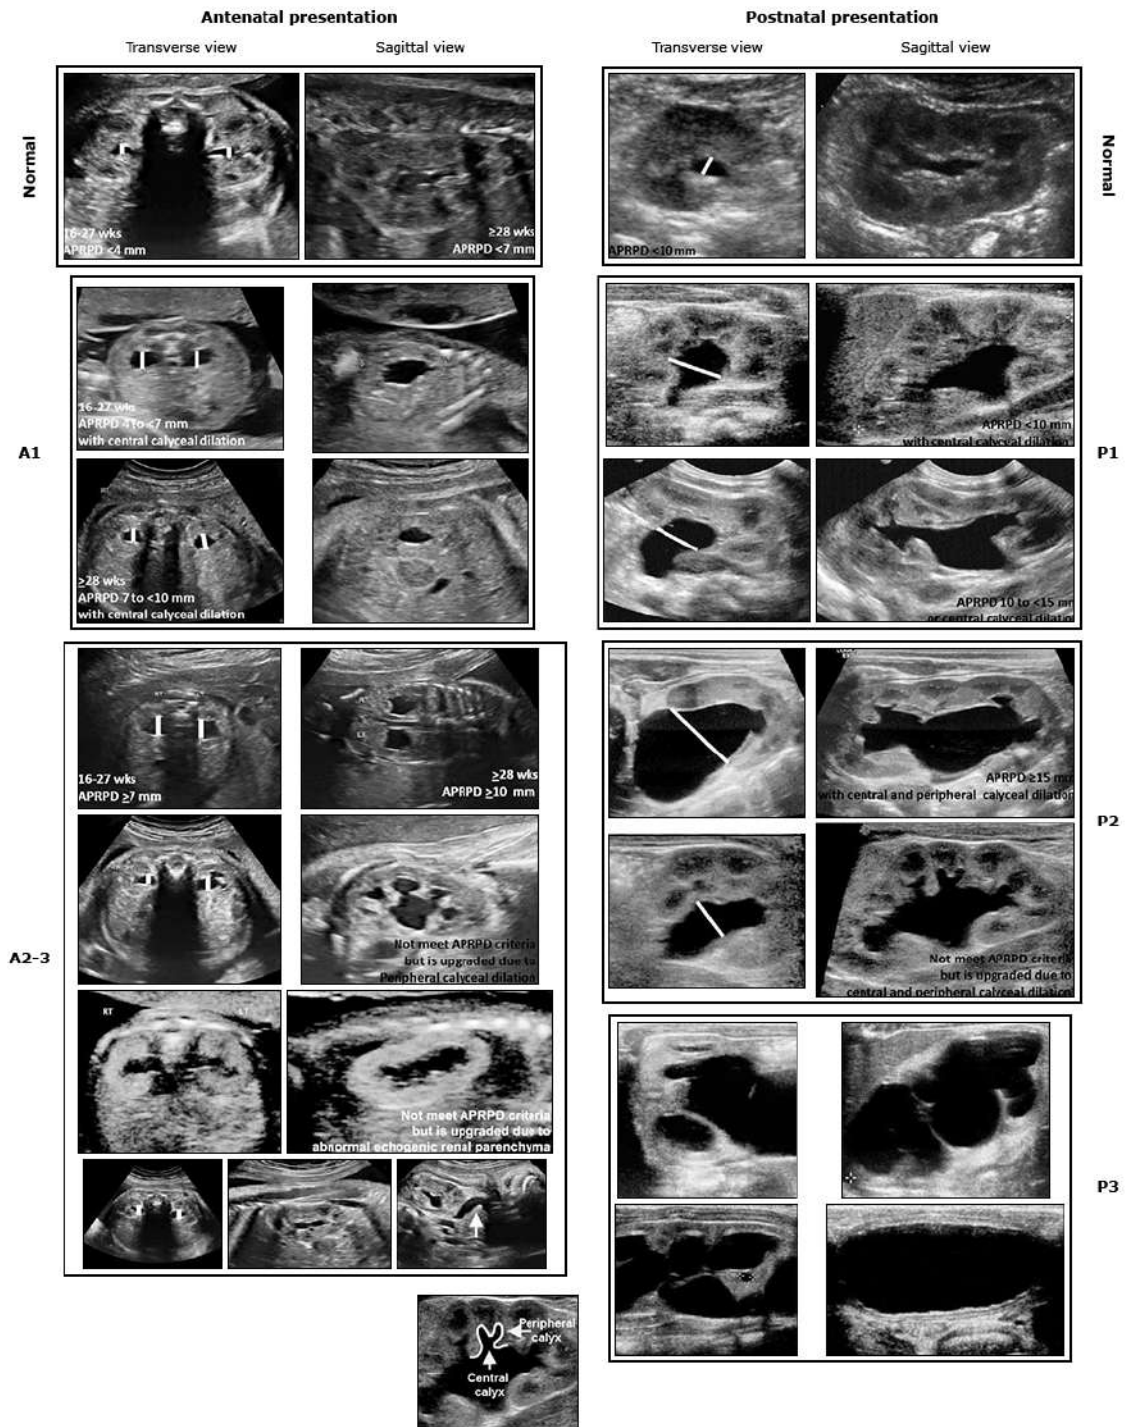 Antenatal presentation
Transverse view
Sagittal view
Normal
16-27 wks
APRPD <4 mm
≥28 wks
APRPD <7 mm
A1
16-27 wks
APRPD 4 to <7 mm
with central calyceal dilation
≥28 wks
APRPD 7 to <10 mm
with central calyceal dilation
A2-3
16-27 wks
APRPD ≥7 mm
≥28 wks
APRPD ≥10 mm
Not meet APRPD criteria
but is upgraded due to
Peripheral calyceal dilation
RT
Not meet APRPD criteria
but is upgraded due to
abnormal echogenic renal parenchyma
Peripheral
calyx
Central
calyx
Postnatal presentation
Transverse view
Sagittal view
Normal
APRPD <10 mm
P1
APRPD <10 mm
with central calyceal dilation
APRPD 10 to <15 mm
or central calyceal dilation
P2
APRPD ≥15 mm
with central and peripheral calyceal dilation
Not meet APRPD criteria
but is upgraded due to
central and peripheral calyceal dilation
P3